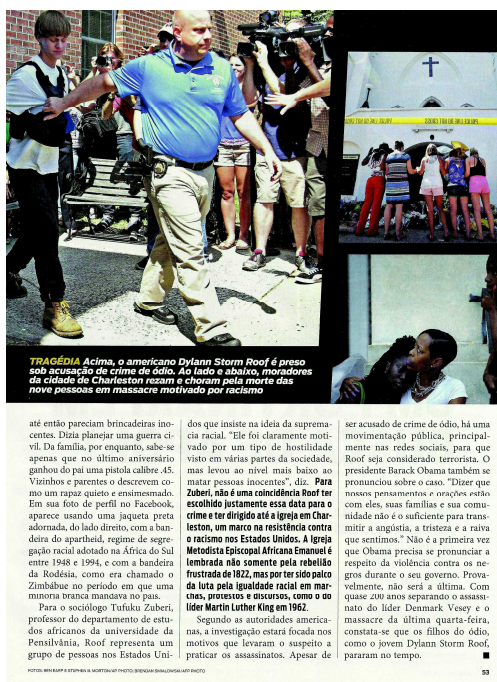 TRAGÉDIA Acima, o americano Dylann Storm Roof é preso
sob acusação de crime de ódio. Ao lado e abaixo, moradores
da cidade de Charleston rezam e choram pela morte das
nove pessoas em massacre motivado por racismo
até então pareciam brincadeiras ino-
centes. Dizia planejar uma guerra ci-
vil. Da família, por enquanto, sabe-se
apenas que no último aniversário
ganhou do pai uma pistola calibre .45.
Vizinhos e parentes o descrevem co-
mo um rapaz quieto e ensimesmado.
Em sua foto de perfil no Facebook,
aparece usando uma jaqueta preta
adornada, do lado direito, com a ban-
deira do apartheid, regime de segre-
gação racial adotado na África do Sul
entre 1948 e 1994, e com a bandeira
da Rodésia, como era chamado o
Zimbábue no período em que uma
minoria branca mandava no país.
Para o sociólogo Tufuku Zuberi,
professor do departamento de estu-
dos africanos da universidade da
Pensilvânia, Roof representa um
grupo de pessoas nos Estados Uni-
dos que insiste na ideia da suprema-
cia racial. “Ele foi claramente moti-
vado por um tipo de hostilidade
visto em várias partes da sociedade,
mas levou ao nível mais baixo ao
matar pessoas inocentes”, diz. Para
Zuberi, não é uma coincidência Roof ter
escolhido justamente essa data para o
crime e ter dirigido até a igreja em Char-
leston, um marco na resistência contra
o racismo nos Estados Unidos. A Igreja
Metodista Episcopal Africana Emanuel é
lembrada não somente pela rebelião
frustrada de 1822, mas por ter sido palco
da luta pela igualdade racial em mar-
chas, protestos e discursos, como o do
líder Martin Luther King em 1962.
Segundo as autoridades america-
nas, a investigação estará focada nos
motivos que levaram o suspeito a
praticar os assassinatos. Apesar de
ser acusado de crime de ódio, há uma
movimentação pública, principal-
mente nas redes sociais, para que
Roof seja considerado terrorista. O
presidente Barack Obama também se
pronunciou sobre o caso. “Dizer que
nossos pensamentos e orações estão
com eles, suas famílias e sua comu-
nidade não é o suficiente para trans-
mitir a angústia, a tristeza e a raiva
que sentimos.” Não é a primeira vez
que Obama precisa se pronunciar a
respeito da violência contra os ne-
gros durante o seu governo. Prova-
velmente, não será a última. Com
quase 200 anos separando o assassi-
nato do líder Denmark Vesey e o
massacre da última quarta-feira,
constata-se que os filhos do ódio,
como o jovem Dylann Storm Roof,
pararam no tempo.
53